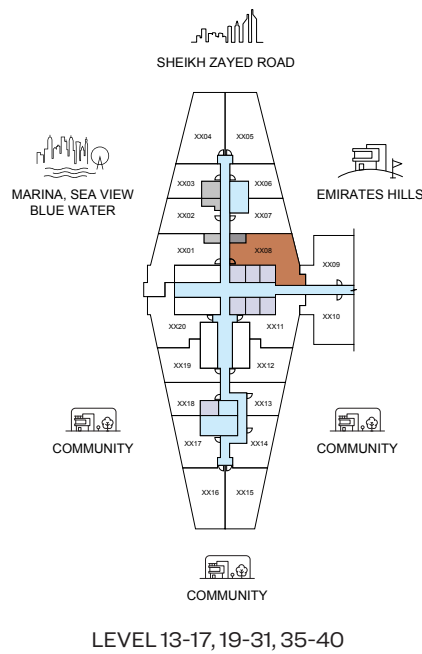 SHEIKH ZAYED ROAD
XX04 XX05
MARINA, SEA VIEW
BLUE WATER
EMIRATES HILLS
XX03 XX06
XX02 XX07
XX01 XX08
XX09
XX10
XX20 XX11
XX19 XX12
XX18 XX13
XX17 XX14
COMMUNITY
COMMUNITY
XX16 XX15
COMMUNITY
LEVEL 13-17, 19-31, 35-40